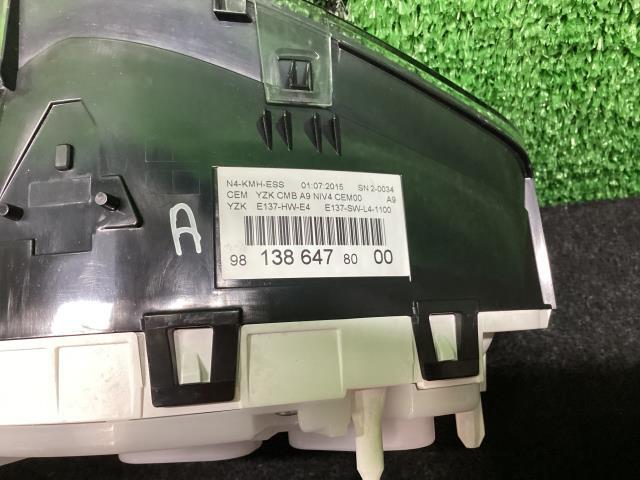 N4-KMH-ESS 01:07:2015 SN 2-0034
CEM YZK CMB A9 NIV4 CEM00 A9
YZK E137-HW-E4 E137-SW-L4-1100
98 138 647 80 00
A